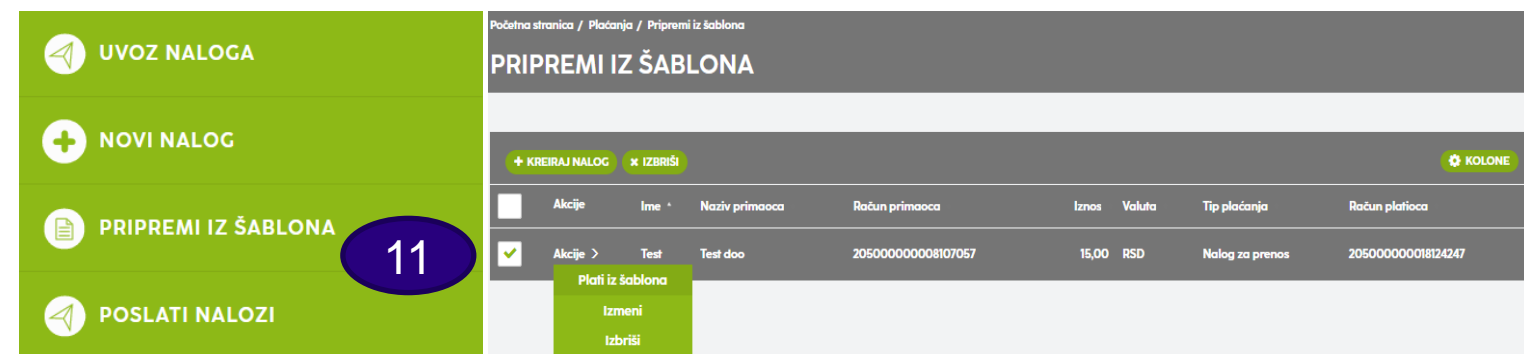 UVOZ NALOGA
NOVI NALOG
PRIPREMI IZ ŠABLONA
11
POSLATI NALOZI
Početna stranica / Plaćanja / Pripremi iz šablona
PRIPREMI IZ ŠABLONA
+ KREIRAJ NALOG x IZBRIŠI KOLONE
Akcije Ime Naziv primaoca Račun primaoca Iznos Valuta Tip plaćanja Račun platioca
Akcije > Test Test doo 205000000008107057 15,00 RSD Nalog za prenos 205000000018124247
Plati iz šablona
Izmeni
Izbriši